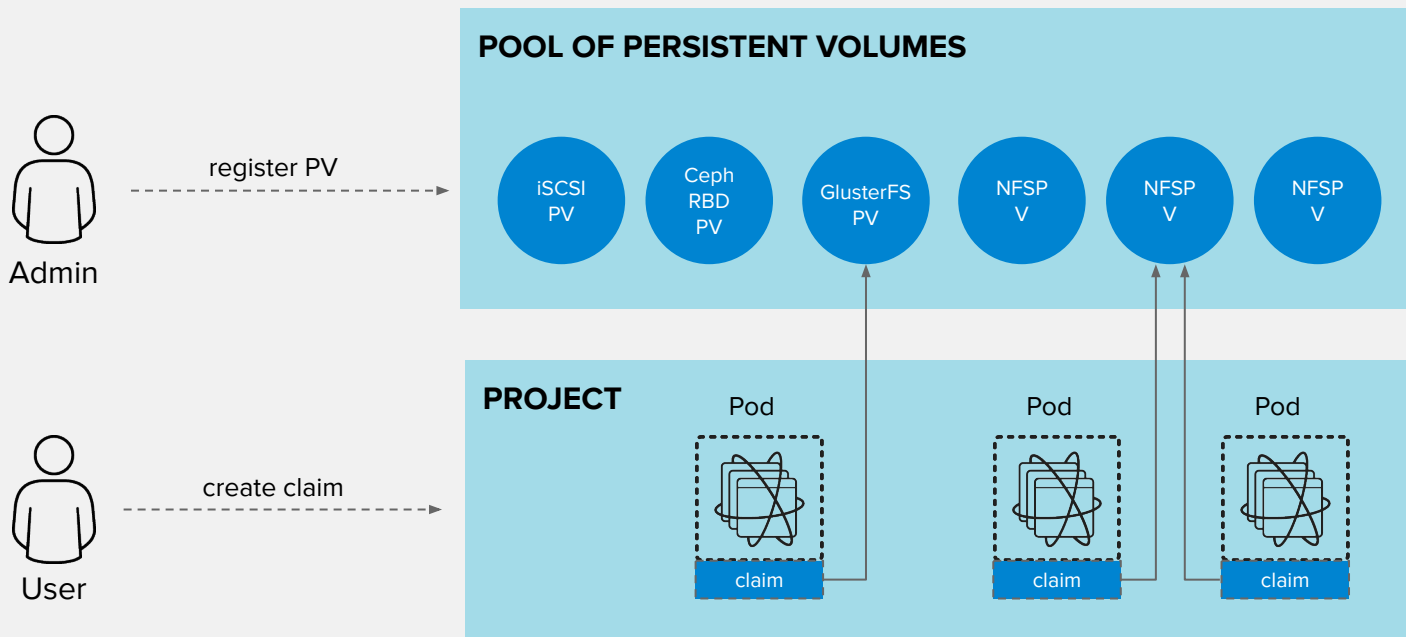 POOL OF PERSISTENT VOLUMES
register PV
Admin
iSCSI
PV
Ceph
RBD
PV
GlusterFS
PV
NFSP
V
NFSP
V
NFSP
V
PROJECT
create claim
User
Pod
claim
Pod
claim
Pod
claim